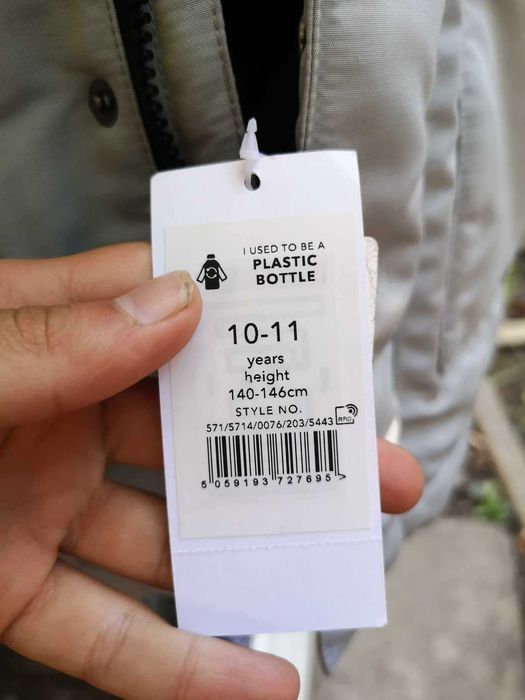 I USED TO BE A
PLASTIC
BOTTLE
10-11
years
height
140-146cm
STYLE NO.
571/5714/0076/203/5443
RFID
5 059193 727695 >